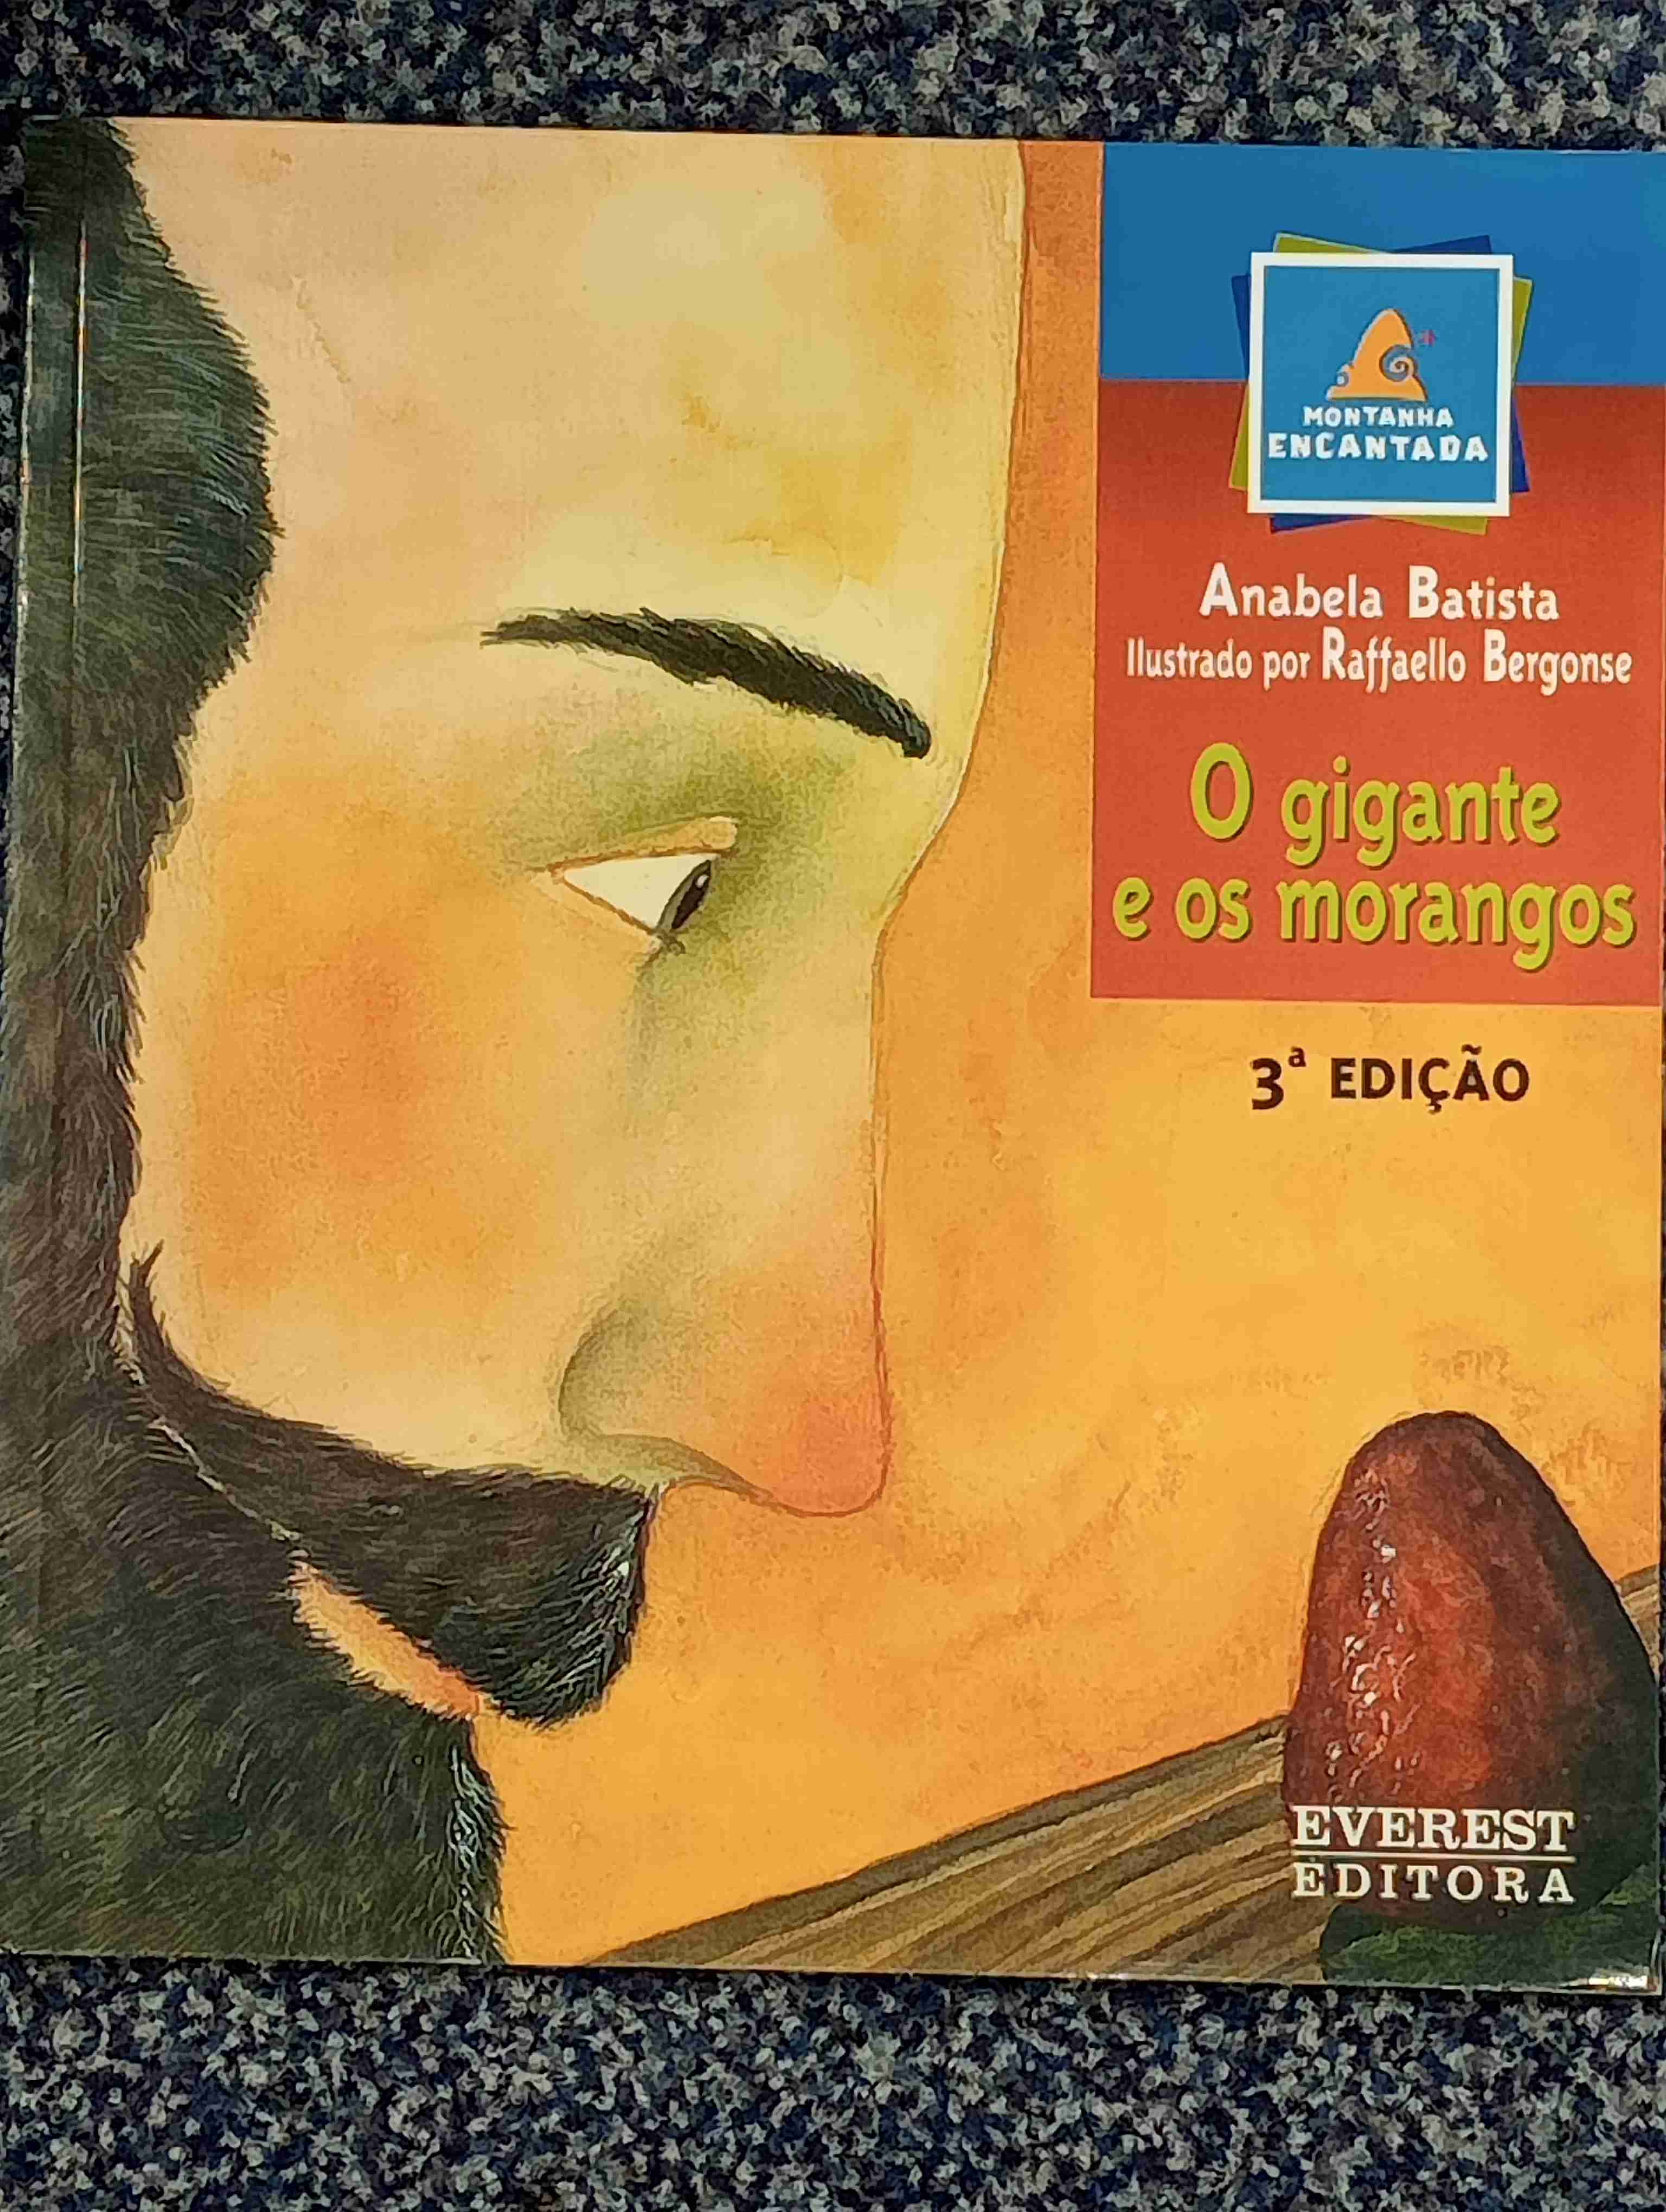 MONTANHA
ENCANTADA
Anabela Batista
Ilustrado por Raffaello Bergonse
O gigante
e os morangos
3ª EDIÇÃO
EVEREST
EDITORA